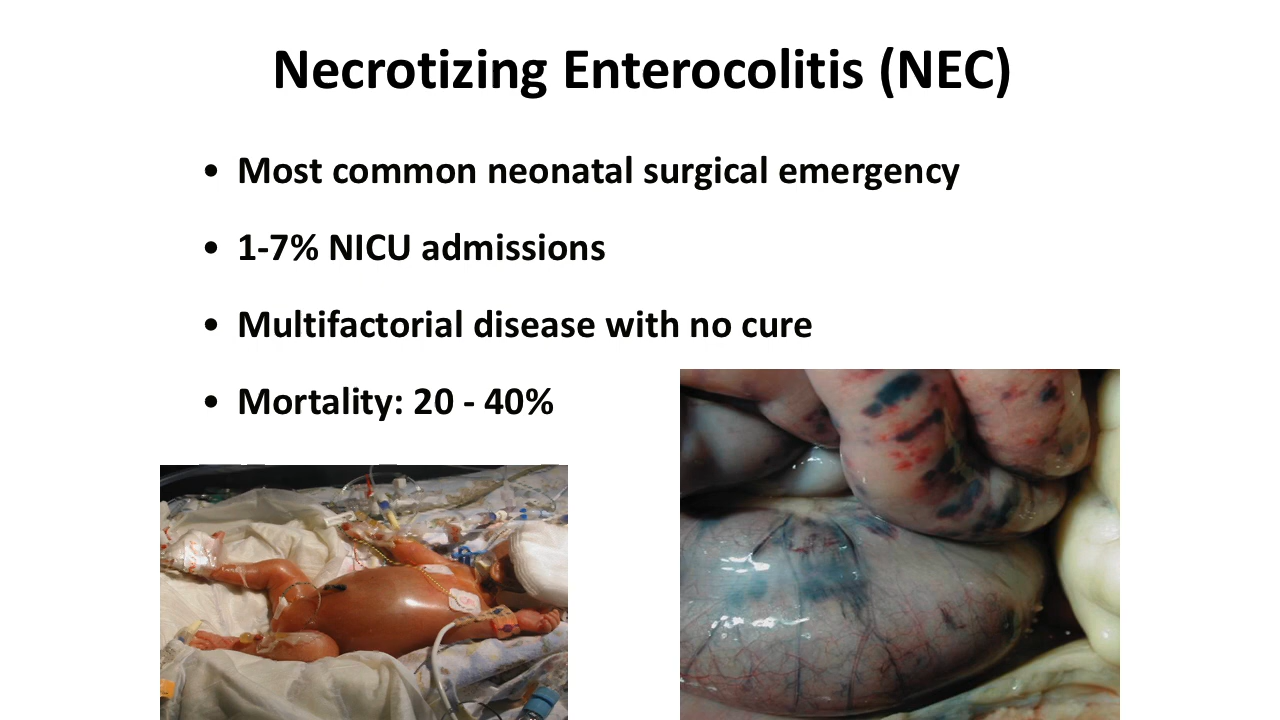 Necrotizing Enterocolitis (NEC)
• Most common neonatal surgical emergency
• 1-7% NICU admissions
• Multifactorial disease with no cure
• Mortality: 20 - 40%